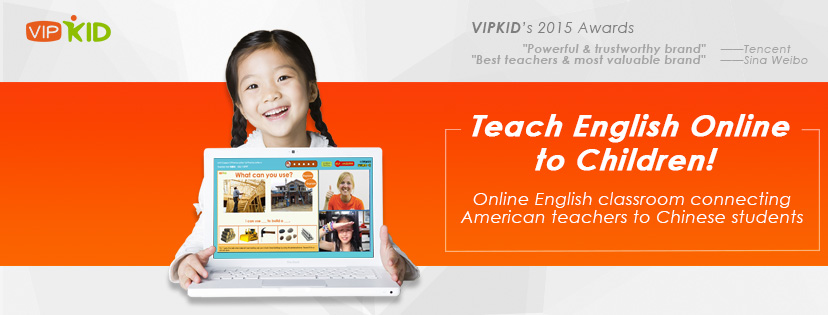 VIPKID
VIPKID's 2015 Awards
"Powerful & trustworthy brand" ——Tencent
"Best teachers & most valuable brand" ——Sina Weibo
Teach English Online
to Children!
Online English classroom connecting
American teachers to Chinese students
What can you use?